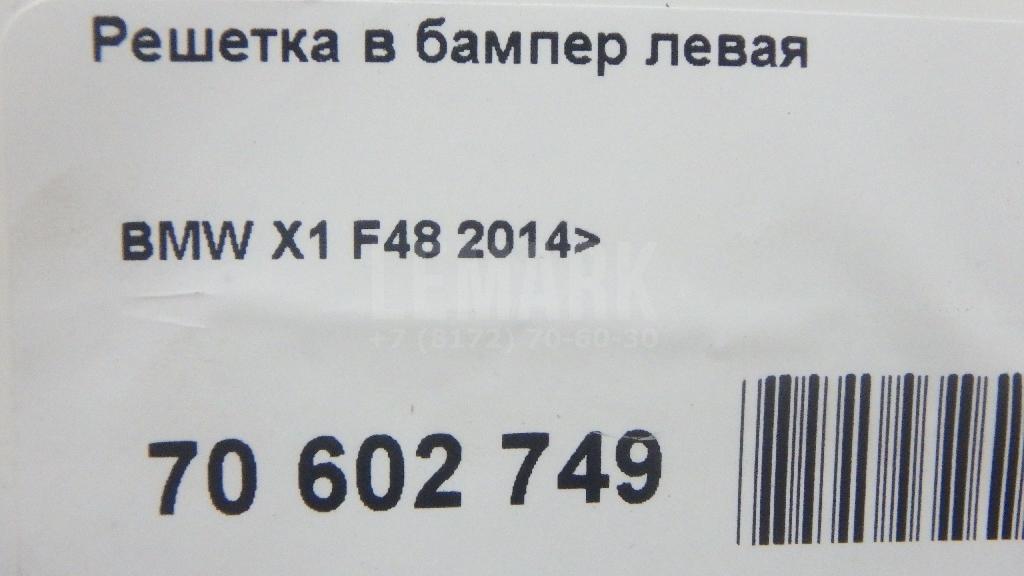 Решетка в бампер левая
BMW X1 F48 2014>
LEMARK
+7 (8172) 70-60-30
70 602 749